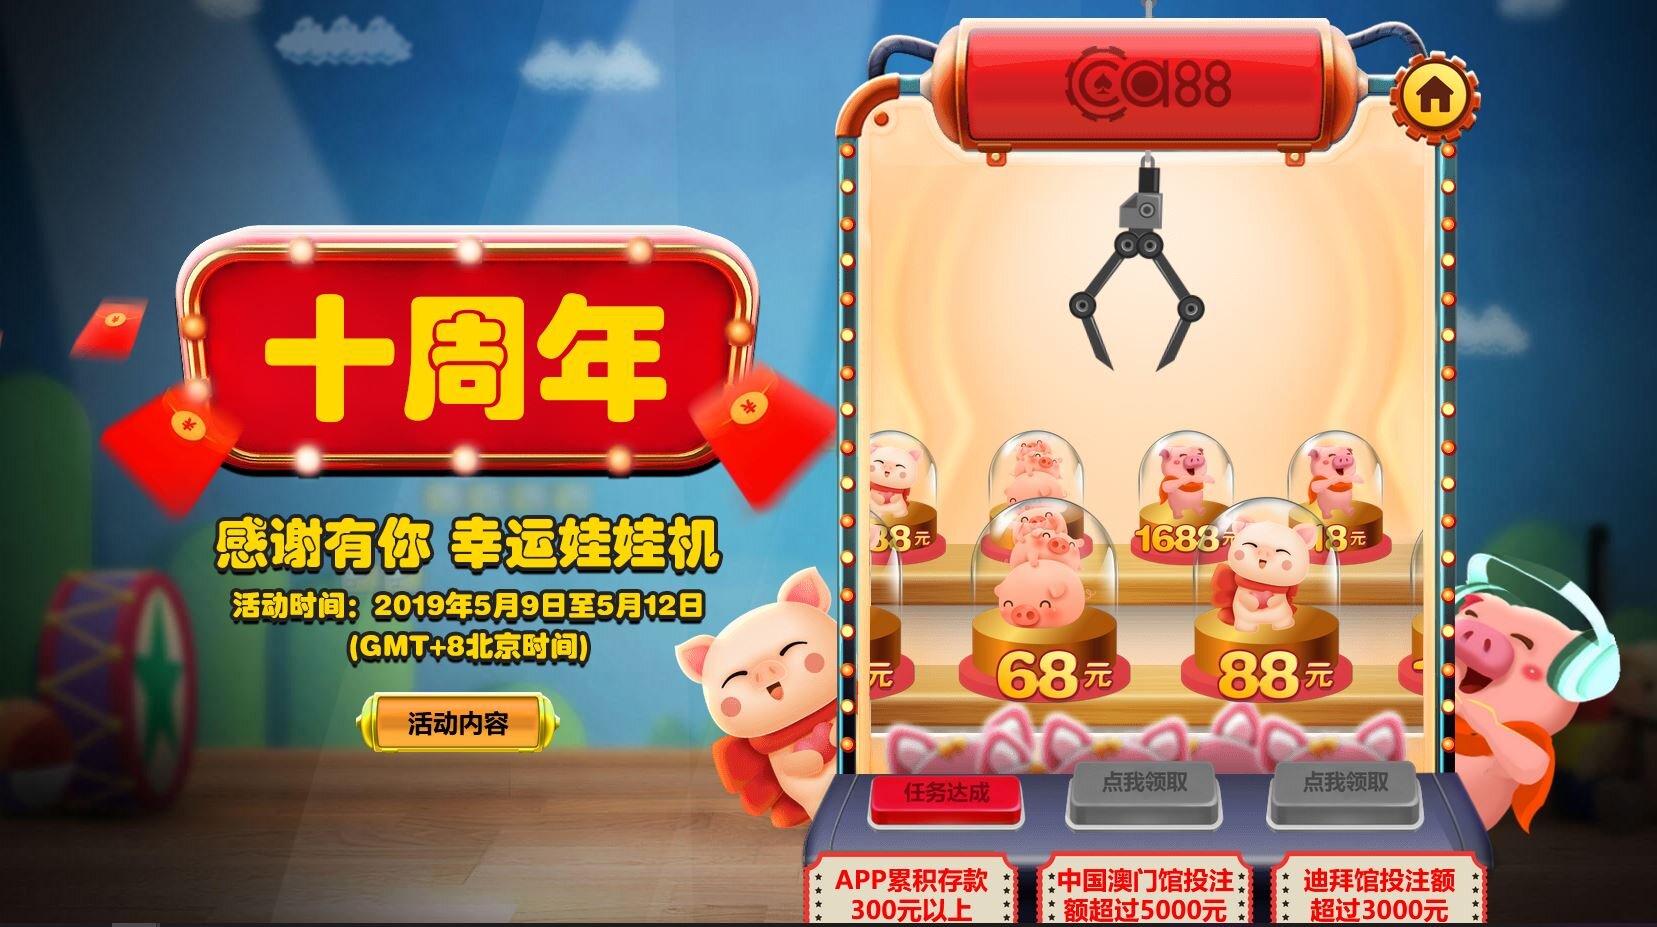 ca88
十周年
感谢有你 幸运娃娃机
活动时间：2019年5月9日至5月12日
(GMT+8北京时间)
活动内容
1688元
68元
88元
任务达成
点我领取
点我领取
APP累积存款
300元以上
中国澳门馆投注
额超过5000元
迪拜馆投注额
超过3000元